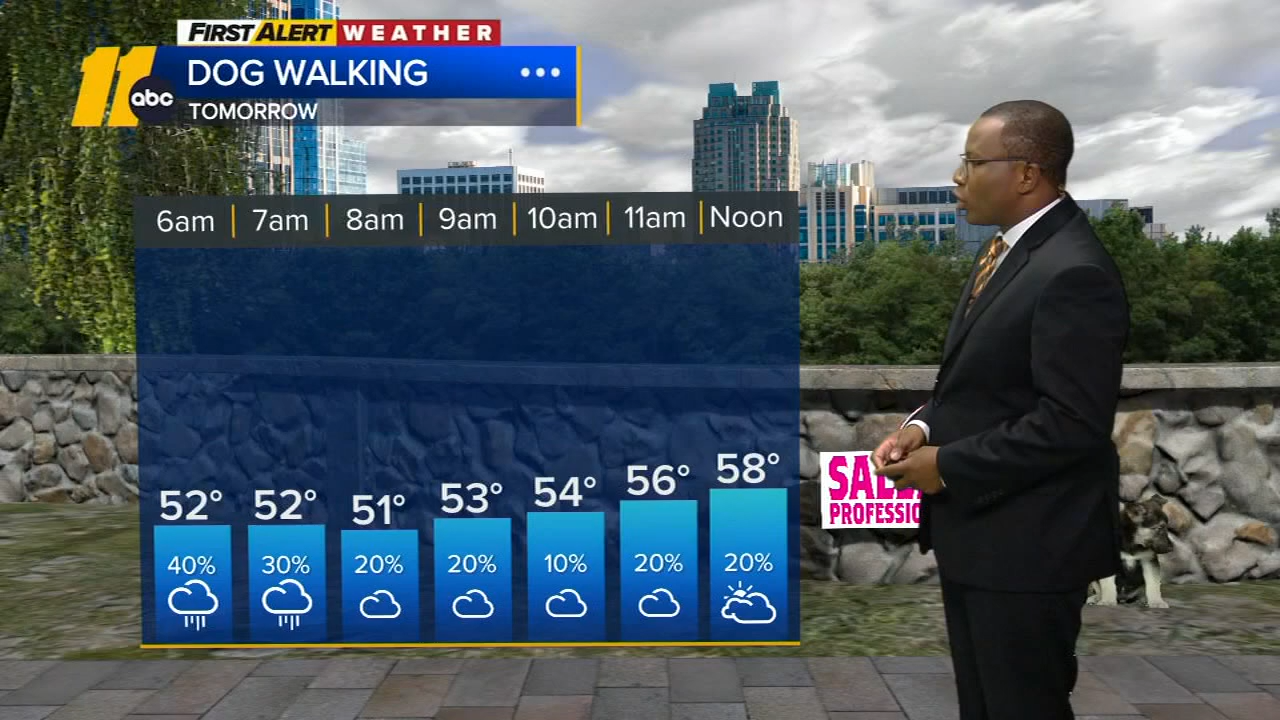 FIRST ALERT WEATHER
11 abc
DOG WALKING
TOMORROW
6am 7am 8am 9am 10am 11am Noon
52° 52° 51° 53° 54° 56° 58°
40% 30% 20% 20% 10% 20% 20%